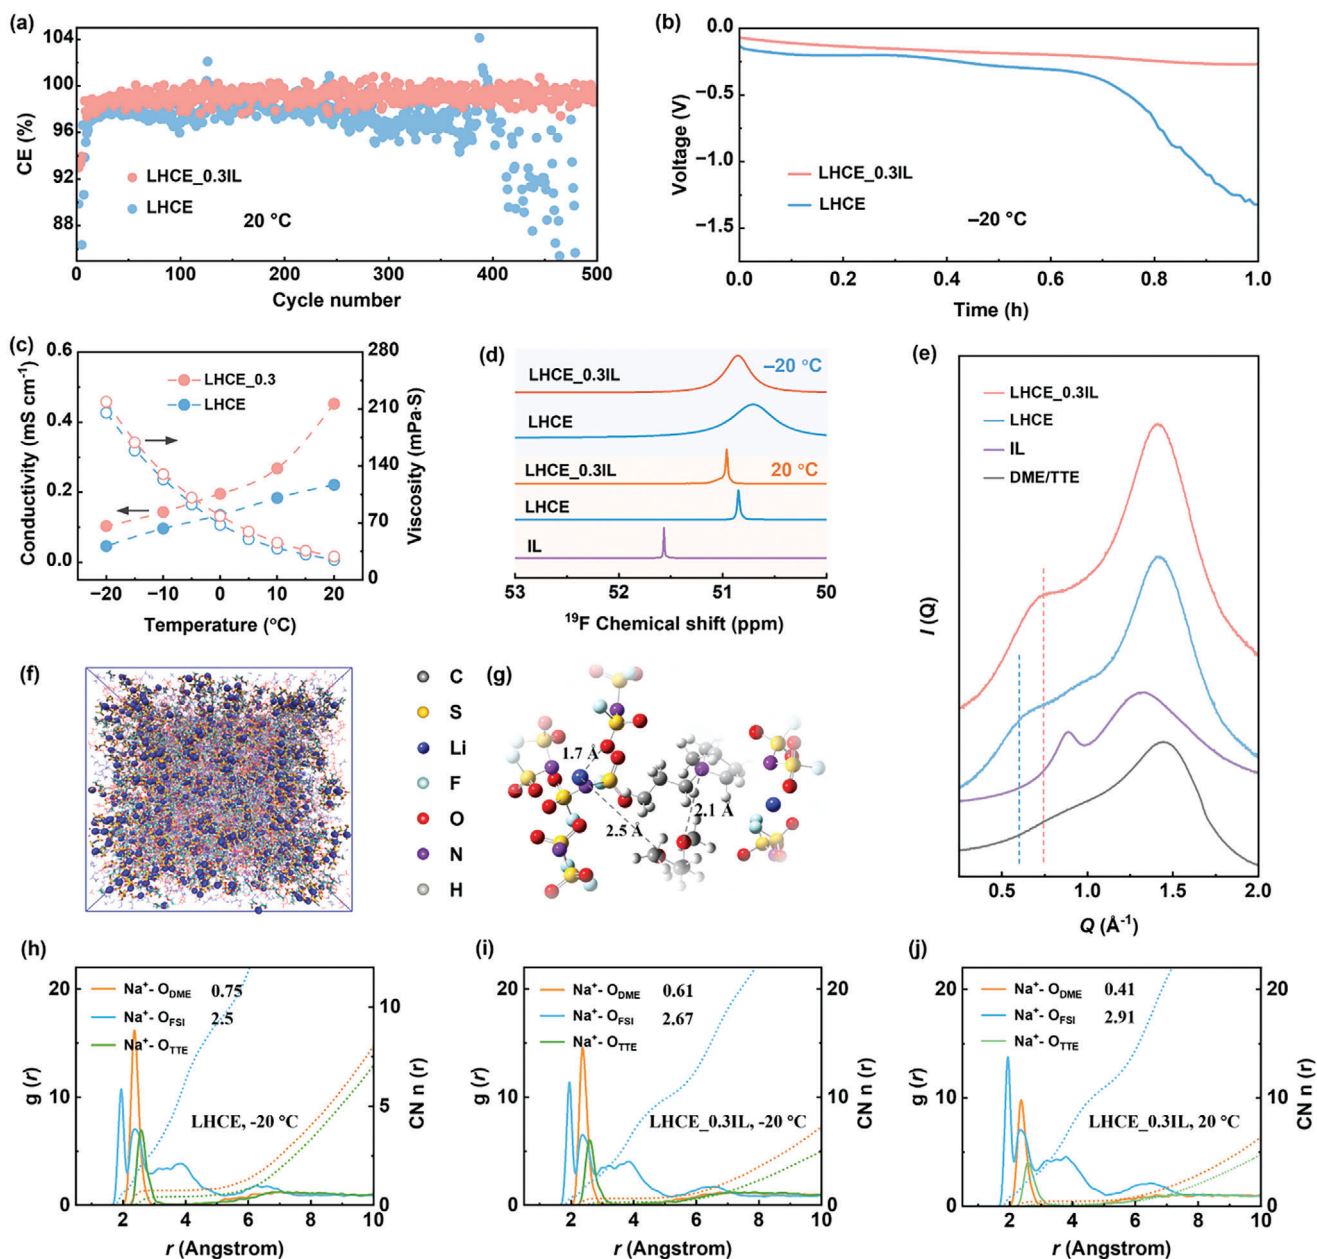 (a)
104
100
96
92
88
CE (%)
LHCE_0.3IL
LHCE
20 °C
0
100
200
300
400
500
Cycle number
(b)
0.0
−0.5
−1.0
−1.5
Voltage (V)
LHCE_0.3IL
LHCE
−20 °C
0.0
0.2
0.4
0.6
0.8
1.0
Time (h)
(c)
0.6
0.4
0.2
0.0
Conductivity (mS cm⁻¹)
LHCE_0.3
LHCE
280
210
140
70
0
Viscosity (mPa·S)
−20
−10
0
10
20
Temperature (°C)
(d)
LHCE_0.3IL
−20 °C
LHCE
LHCE_0.3IL
20 °C
LHCE
IL
53
52
51
50
¹⁹F Chemical shift (ppm)
(e)
LHCE_0.3IL
LHCE
IL
DME/TTE
I (Q)
0.5
1.0
1.5
2.0
Q (Å⁻¹)
(f)
C
S
Li
F
O
N
H
(g)
1.7 Å
2.5 Å
2.1 Å
(h)
20
10
0
g (r)
Na⁺- O_DME 0.75
Na⁺- O_FSI 2.5
Na⁺- O_TTE
LHCE, -20 °C
10
5
0
CN n (r)
2
4
6
8
10
r (Angstrom)
(i)
20
10
0
g (r)
Na⁺- O_DME 0.61
Na⁺- O_FSI 2.67
Na⁺- O_TTE
LHCE_0.3IL, -20 °C
20
10
0
CN n (r)
2
4
6
8
10
r (Angstrom)
(j)
20
10
0
g (r)
Na⁺- O_DME 0.41
Na⁺- O_FSI 2.91
Na⁺- O_TTE
LHCE_0.3IL, 20 °C
20
10
0
CN n (r)
2
4
6
8
10
r (Angstrom)